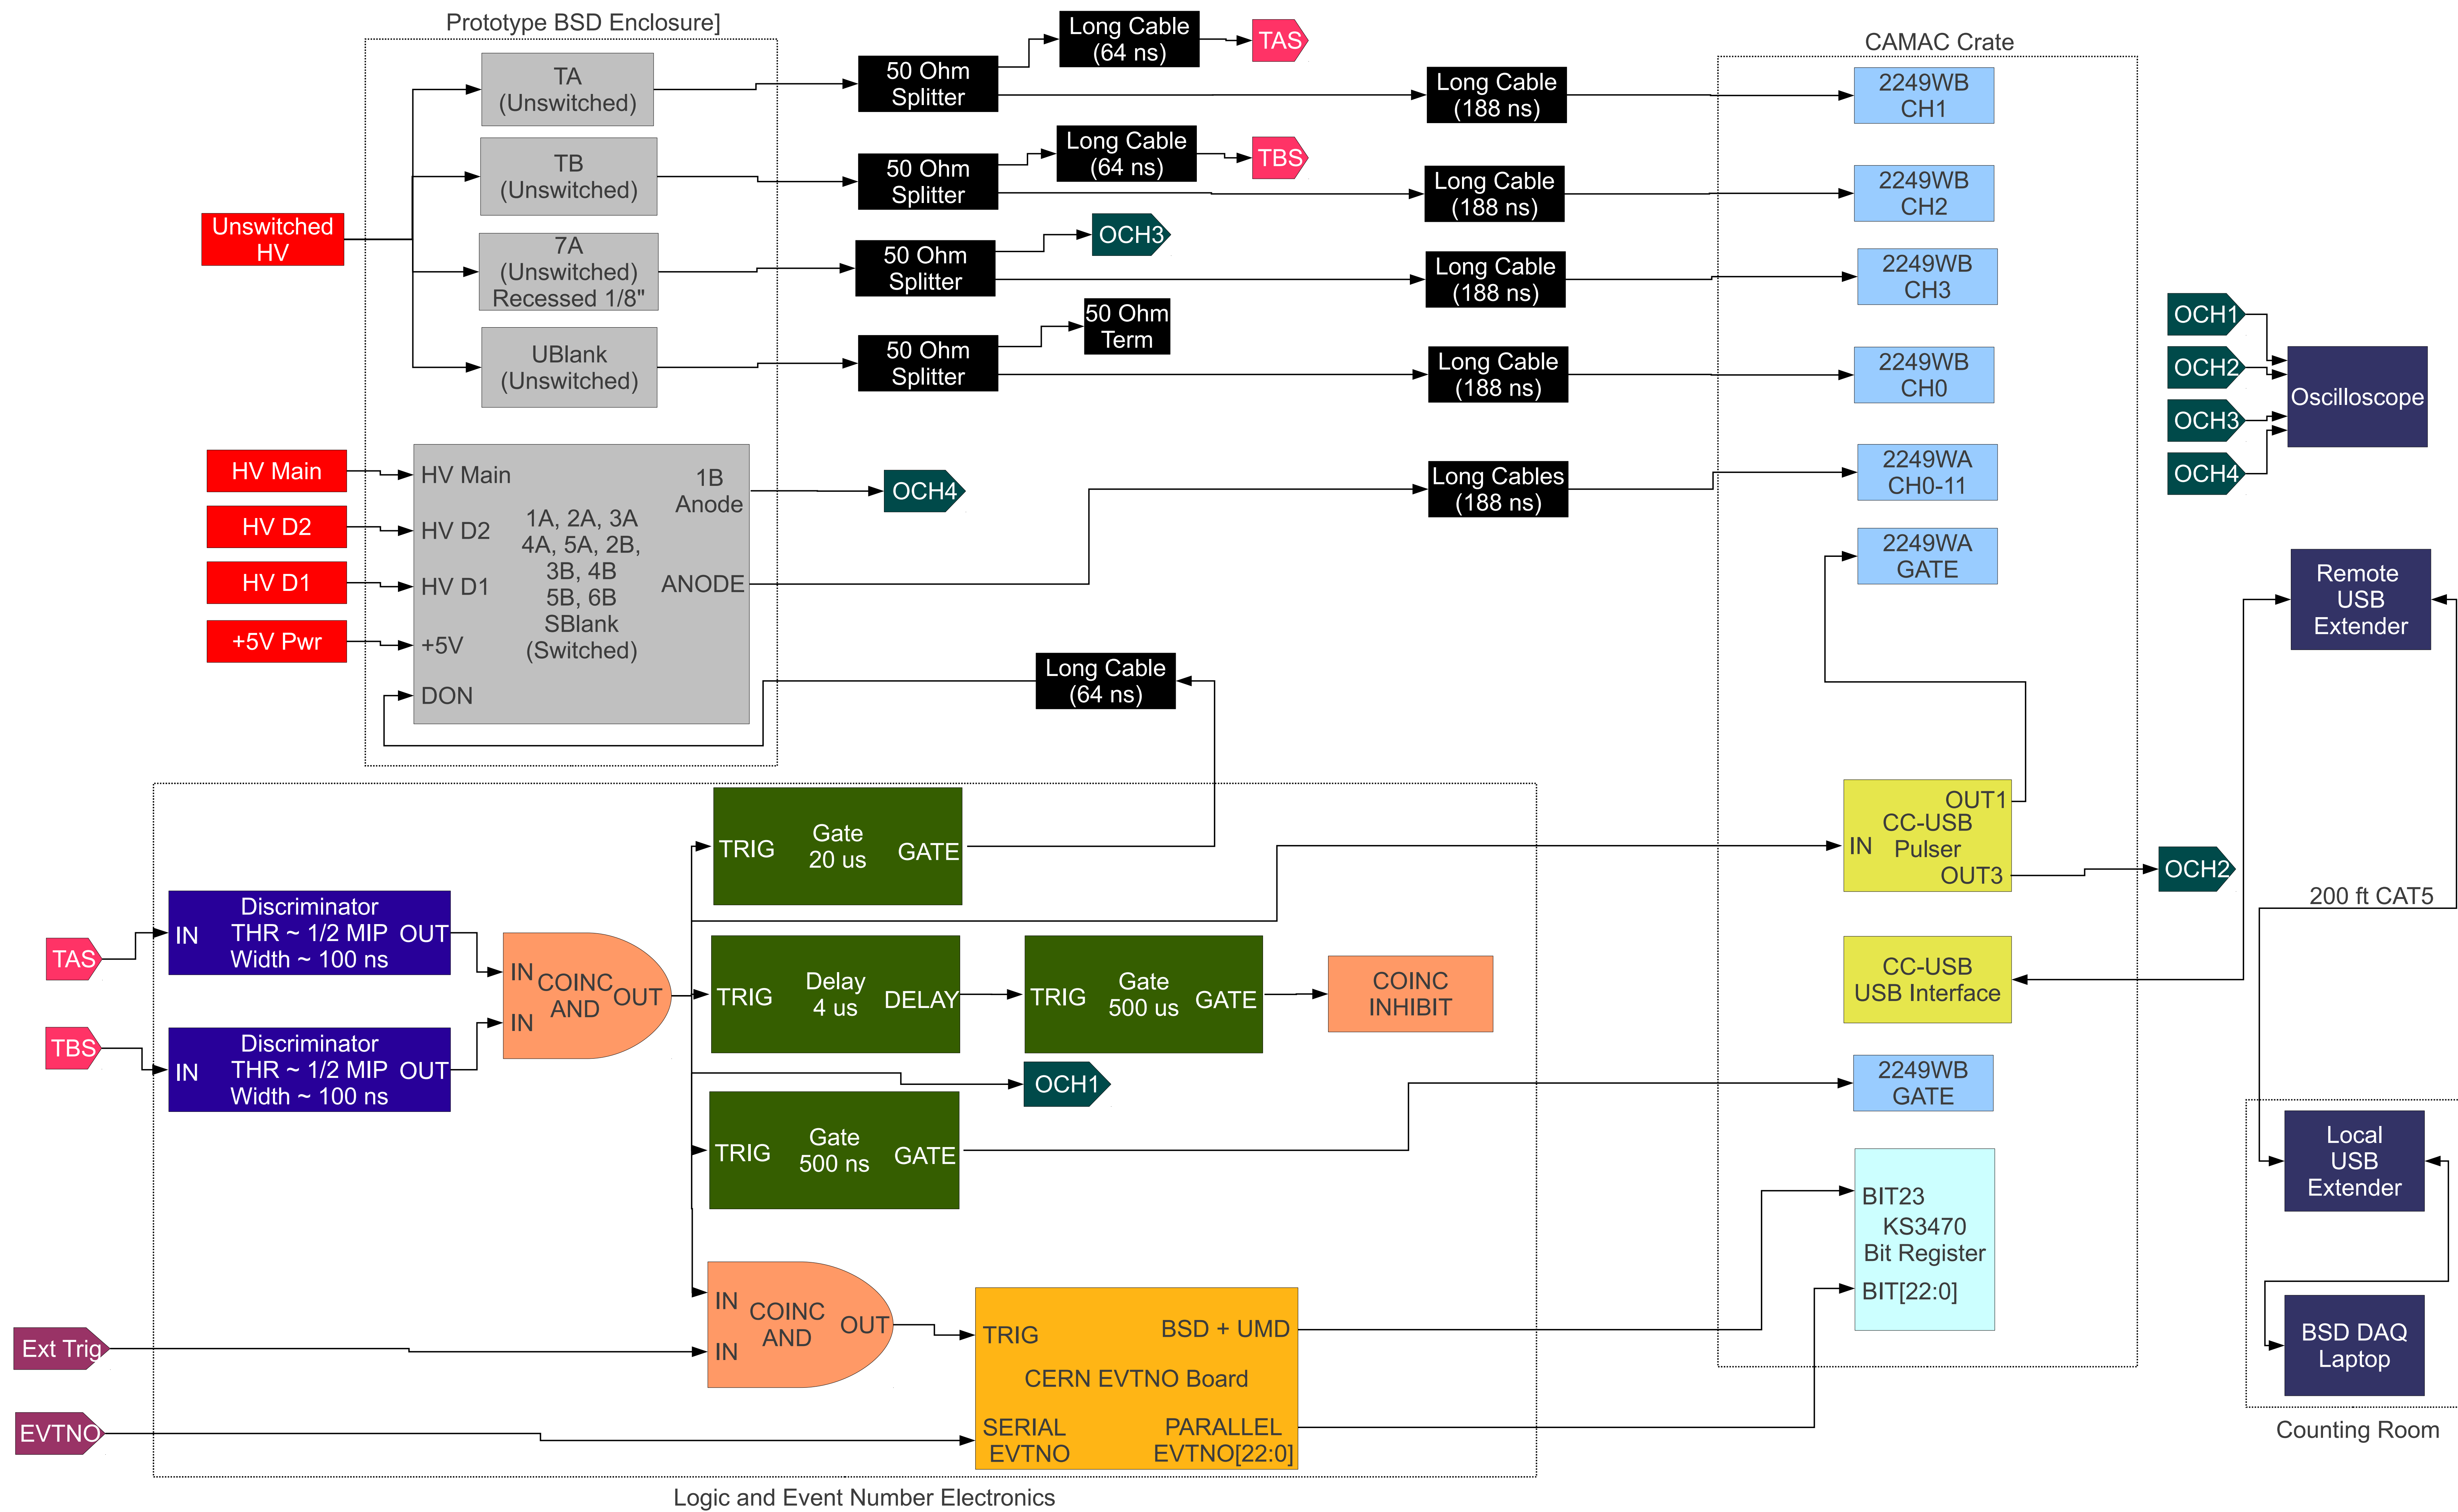 Prototype BSD Enclosure]
CAMAC Crate
TA
(Unswitched)
50 Ohm
Splitter
Long Cable
(64 ns)
TAS
Long Cable
(188 ns)
2249WB
CH1
TB
(Unswitched)
50 Ohm
Splitter
Long Cable
(64 ns)
TBS
Long Cable
(188 ns)
2249WB
CH2
Unswitched
HV
7A
(Unswitched)
Recessed 1/8"
50 Ohm
Splitter
OCH3
Long Cable
(188 ns)
2249WB
CH3
UBlank
(Unswitched)
50 Ohm
Splitter
50 Ohm
Term
Long Cable
(188 ns)
2249WB
CH0
OCH1
OCH2
OCH3
OCH4
Oscilloscope
HV Main
HV D2
HV D1
+5V Pwr
HV Main
HV D2
HV D1
+5V
DON
1A, 2A, 3A
4A, 5A, 2B,
3B, 4B
5B, 6B
SBlank
(Switched)
1B
Anode
ANODE
OCH4
Long Cables
(188 ns)
2249WA
CH0-11
2249WA
GATE
Remote
USB
Extender
Long Cable
(64 ns)
TRIG
Gate
20 us
GATE
IN
CC-USB
Pulser
OUT1
OUT3
OCH2
200 ft CAT5
TAS
IN
Discriminator
THR ~ 1/2 MIP
Width ~ 100 ns
OUT
TBS
IN
Discriminator
THR ~ 1/2 MIP
Width ~ 100 ns
OUT
IN
IN
COINC
AND
OUT
TRIG
Delay
4 us
DELAY
TRIG
Gate
500 us
GATE
COINC
INHIBIT
CC-USB
USB Interface
OCH1
2249WB
GATE
TRIG
Gate
500 ns
GATE
Local
USB
Extender
BIT23
KS3470
Bit Register
BIT[22:0]
BSD DAQ
Laptop
Counting Room
Ext Trig
IN
IN
COINC
AND
OUT
TRIG
BSD + UMD
CERN EVTNO Board
SERIAL
EVTNO
PARALLEL
EVTNO[22:0]
EVTNO
Logic and Event Number Electronics